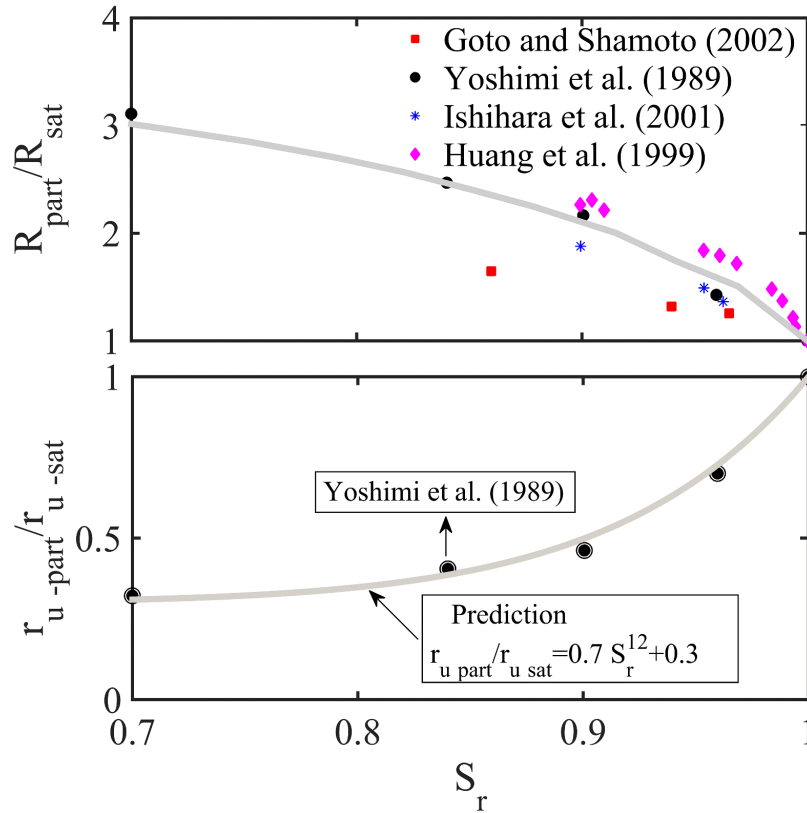 4
3
2
1
R_part/R_sat
Goto and Shamoto (2002)
Yoshimi et al. (1989)
Ishihara et al. (2001)
Huang et al. (1999)
1
0.5
0
r_u -part/r_u -sat
Yoshimi et al. (1989)
Prediction
r_u part/r_u sat=0.7 S_r^12+0.3
0.7
0.8
0.9
1
S_r